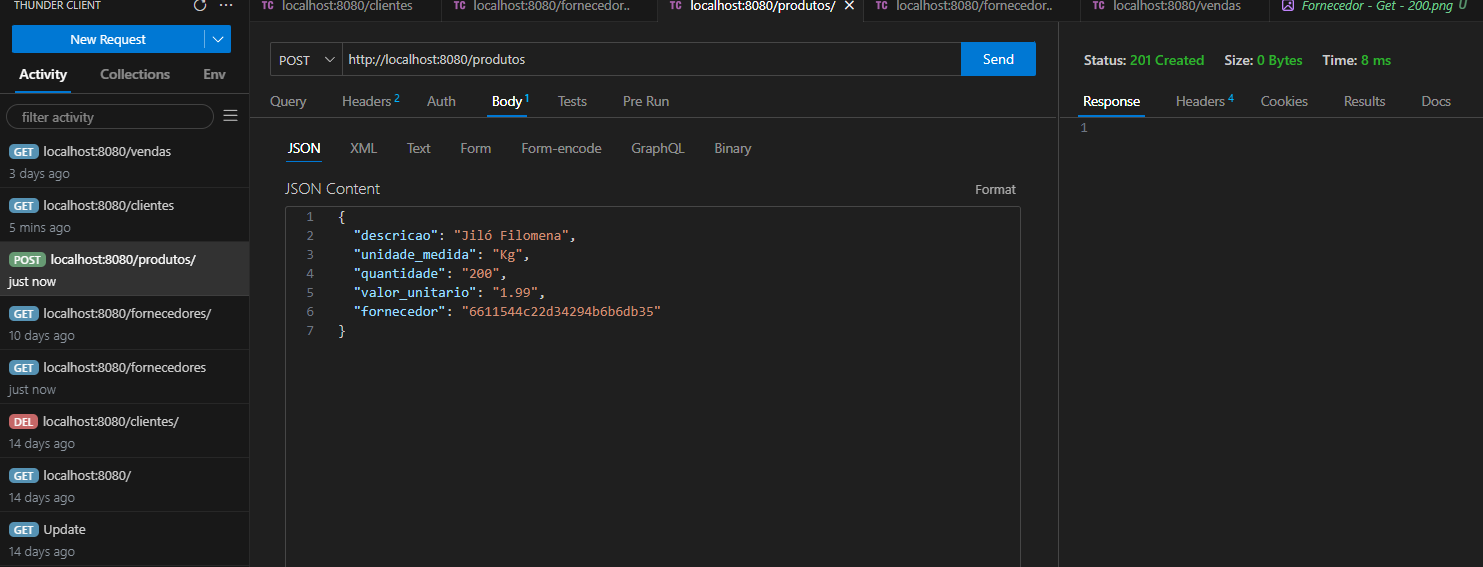 THUNDER CLIENT
New Request
Activity Collections Env
filter activity
GET localhost:8080/vendas
3 days ago
GET localhost:8080/clientes
5 mins ago
POST localhost:8080/produtos/
just now
GET localhost:8080/fornecedores/
10 days ago
GET localhost:8080/fornecedores
just now
DEL localhost:8080/clientes/
14 days ago
GET localhost:8080/
14 days ago
GET Update
14 days ago
TC localhost:8080/clientes TC localhost:8080/fornecedor.. TC localhost:8080/produtos/ TC localhost:8080/fornecedor.. TC localhost:8080/vendas Fornecedor - Get - 200.png U
POST http://localhost:8080/produtos Send
Query Headers 2 Auth Body 1 Tests Pre Run
JSON XML Text Form Form-encode GraphQL Binary
JSON Content Format
1 {
2 "descricao": "Jiló Filomena",
3 "unidade_medida": "Kg",
4 "quantidade": "200",
5 "valor_unitario": "1.99",
6 "fornecedor": "6611544c22d34294b6b6db35"
7 }
Status: 201 Created Size: 0 Bytes Time: 8 ms
Response Headers 4 Cookies Results Docs
1